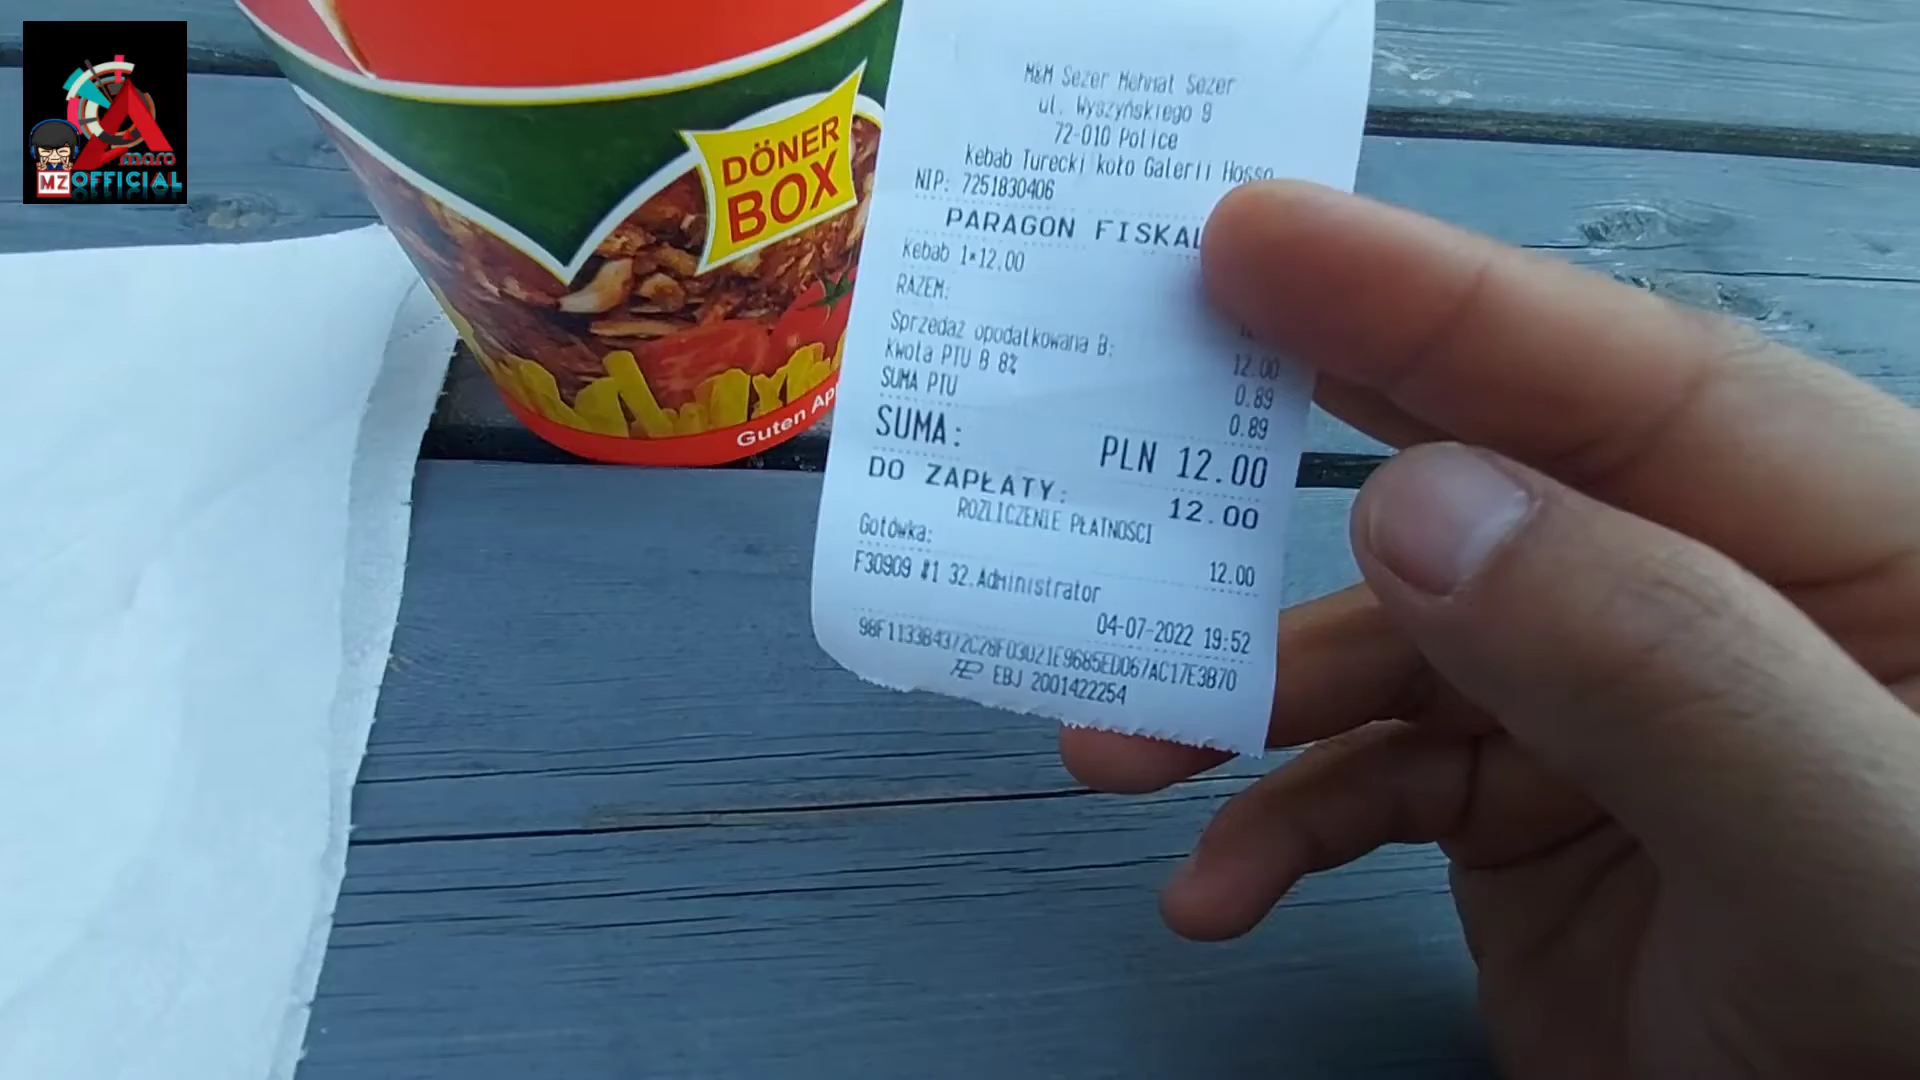 maro
MZ OFFICIAL
DÖNER
BOX
Guten Ap
M&M Sezer Mehmat Sezer
ul. Wyszyńskiego 9
72-010 Police
Kebab Turecki koło Galerii Hosso
NIP: 7251830406
PARAGON FISKAL
Kebab 1*12,00
RAZEM:
Sprzedaż opodatkowana B: 12.00
Kwota PTU B 8% 0.89
SUMA PTU 0.89
SUMA: PLN 12.00
DO ZAPŁATY: 12.00
ROZLICZENIE PŁATNOŚCI
Gotówka: 12.00
F30909 #1 32.Administrator
04-07-2022 19:52
98F1133B4372C28F03021E9685ED067AC17E3B70
EBJ 2001422254